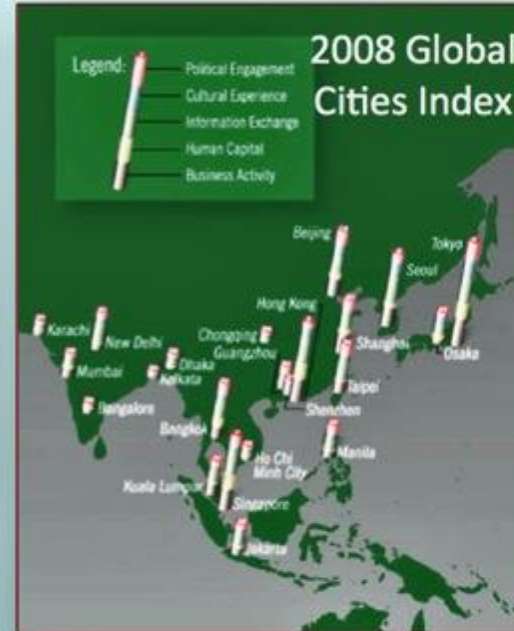 2008 Global
Cities Index
Legend:
Political Engagement
Cultural Experience
Information Exchange
Human Capital
Business Activity
Beijing
Tokyo
Seoul
Hong Kong
Karachi
New Delhi
Chongqing
Guangzhou
Shanghai
Osaka
Mumbai
Dhaka
Kolkata
Taipei
Bangalore
Shenzhen
Bangkok
Manila
Ho Chi
Minh City
Kuala Lumpur
Singapore
Jakarta